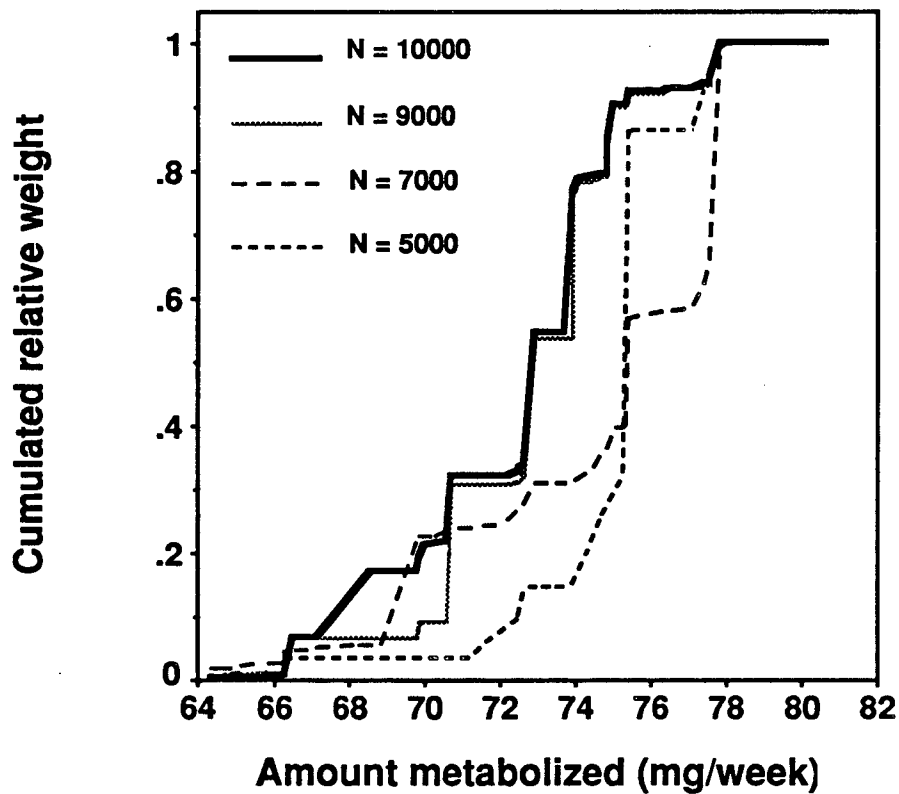 1
.8
.6
.4
.2
0
Cumulated relative weight
N = 10000
N = 9000
N = 7000
N = 5000
64 66 68 70 72 74 76 78 80 82
Amount metabolized (mg/week)